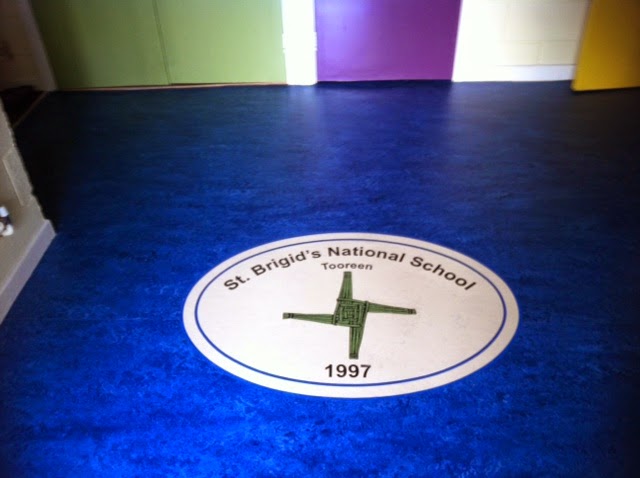 St. Brigid's National School
Tooreen
1997